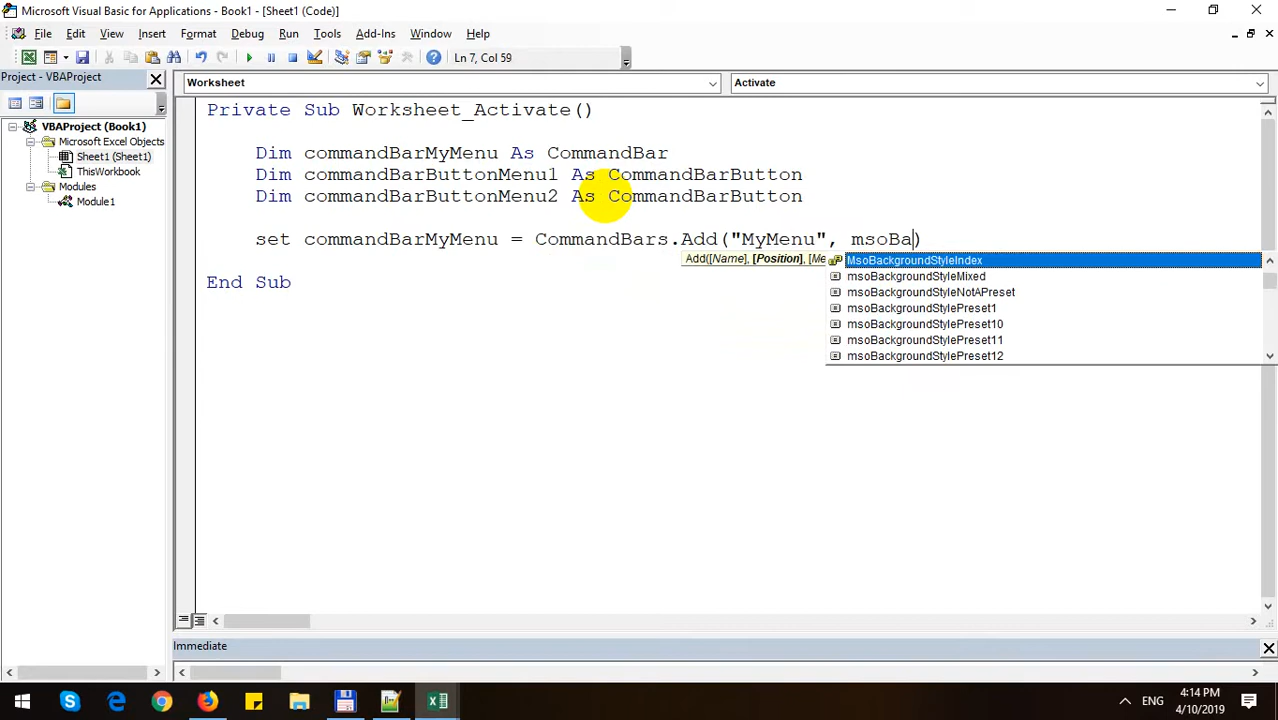 Microsoft Visual Basic for Applications - Book1 - [Sheet1 (Code)]
File Edit View Insert Format Debug Run Tools Add-Ins Window Help
Ln 7, Col 59
Project - VBAProject
Worksheet
Activate
VBAProject (Book1)
Microsoft Excel Objects
Sheet1 (Sheet1)
ThisWorkbook
Modules
Module1
Private Sub Worksheet_Activate()
Dim commandBarMyMenu As CommandBar
Dim commandBarButtonMenu1 As CommandBarButton
Dim commandBarButtonMenu2 As CommandBarButton
set commandBarMyMenu = CommandBars.Add("MyMenu", msoBa)
Add([Name], [Position], [Me
MsoBackgroundStyleIndex
msoBackgroundStyleMixed
msoBackgroundStyleNotAPreset
msoBackgroundStylePreset1
msoBackgroundStylePreset10
msoBackgroundStylePreset11
msoBackgroundStylePreset12
End Sub
Immediate
ENG
4:14 PM
4/10/2019